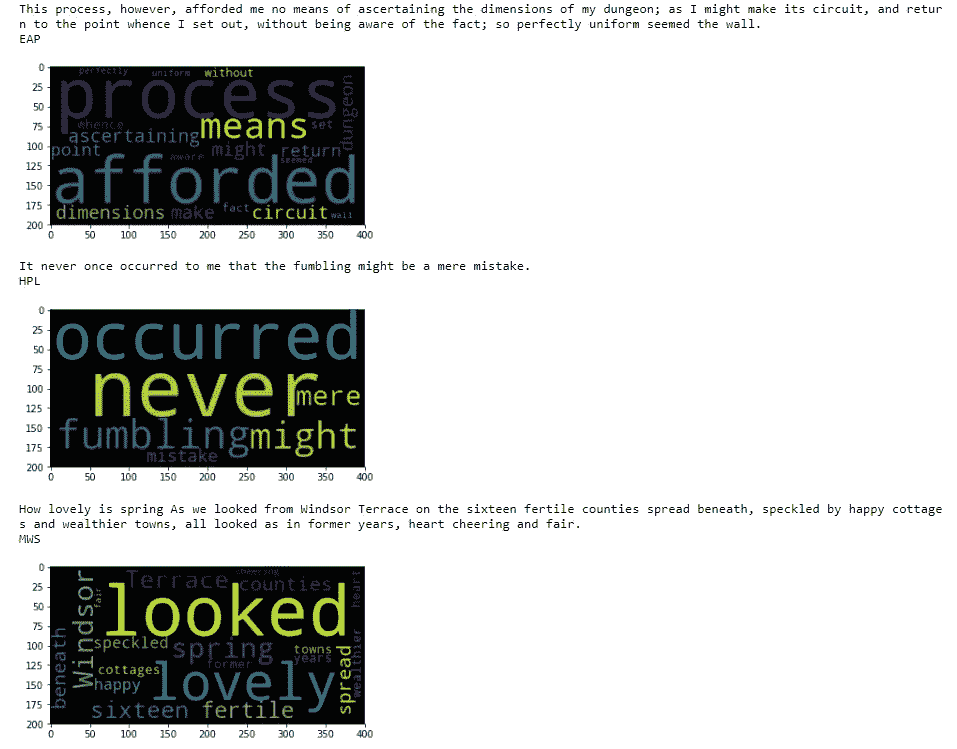 This process, however, afforded me no means of ascertaining the dimensions of my dungeon; as I might make its circuit, and retur
n to the point whence I set out, without being aware of the fact; so perfectly uniform seemed the wall.
EAP
0
25
50
75
100
125
150
175
200
0 50 100 150 200 250 300 350 400
perfectly uniform without
process
dungeon
whence
means
set
ascertaining
point
aware
might
return
seemed
afforded
dimensions
make
fact
circuit
wall
It never once occurred to me that the fumbling might be a mere mistake.
HPL
0
25
50
75
100
125
150
175
200
0 50 100 150 200 250 300 350 400
occurred
never
mere
fumbling
might
mistake
How lovely is spring As we looked from Windsor Terrace on the sixteen fertile counties spread beneath, speckled by happy cottage
s and wealthier towns, all looked as in former years, heart cheering and fair.
MWS
0
25
50
75
100
125
150
175
200
0 50 100 150 200 250 300 350 400
cheering
Terrace
counties
heart
Windsor
fair
looked
speckled
spring
towns
years
former
beneath
cottages
happy
lovely
spread
wealthier
sixteen
fertile